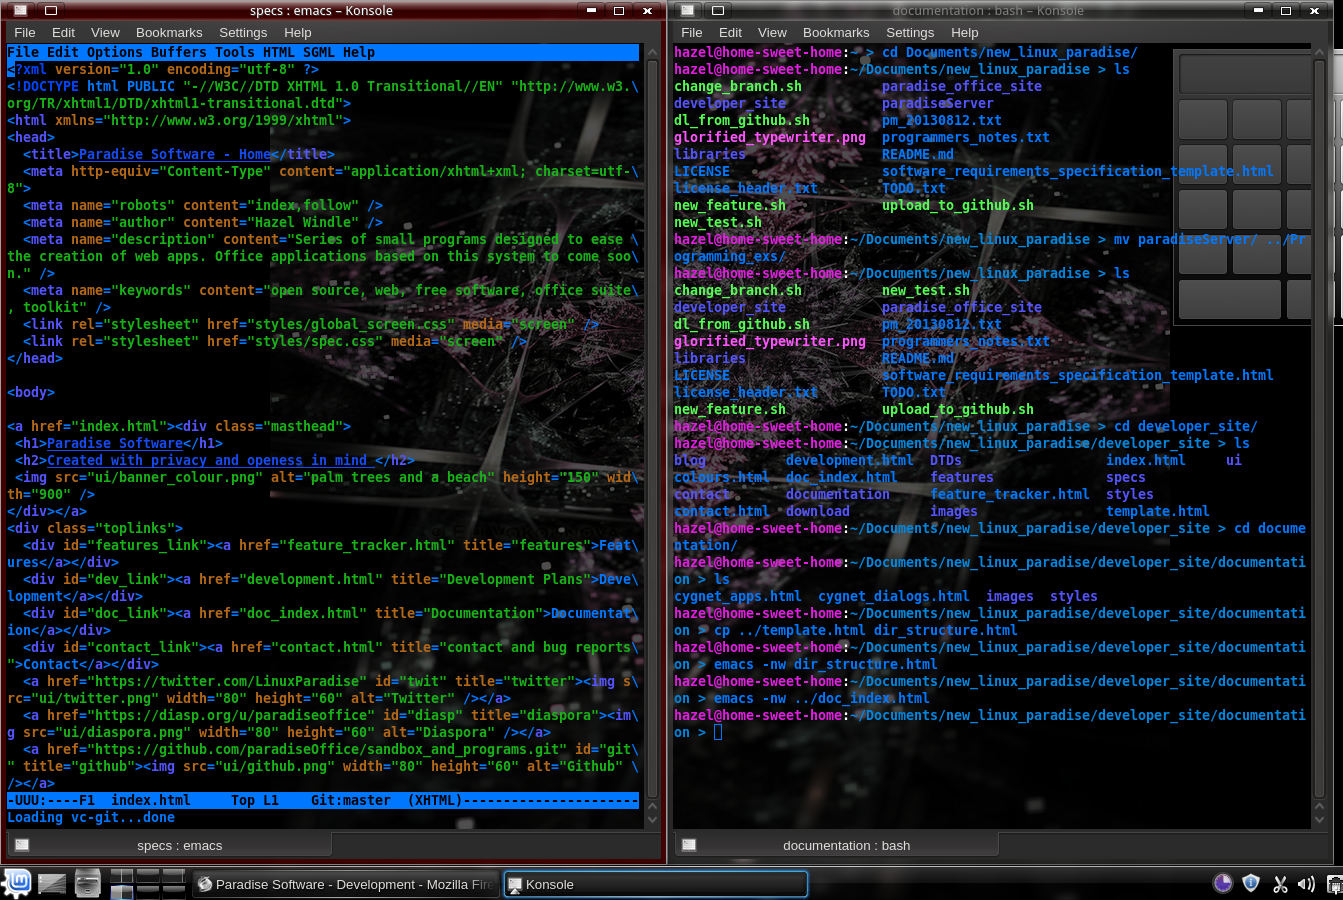 specs : emacs – Konsole
File Edit View Bookmarks Settings Help
File Edit Options Buffers Tools HTML SGML Help
<?xml version="1.0" encoding="utf-8" ?>
<!DOCTYPE html PUBLIC "-//W3C//DTD XHTML 1.0 Transitional//EN" "http://www.w3.\
org/TR/xhtml1/DTD/xhtml1-transitional.dtd">
<html xmlns="http://www.w3.org/1999/xhtml">
<head>
  <title>Paradise Software - Home</title>
  <meta http-equiv="Content-Type" content="application/xhtml+xml; charset=utf-\
8">
  <meta name="robots" content="index,follow" />
  <meta name="author" content="Hazel Windle" />
  <meta name="description" content="Series of small programs designed to ease \
the creation of web apps. Office applications based on this system to come soo\
n." />
  <meta name="keywords" content="open source, web, free software, office suite\
, toolkit" />
  <link rel="stylesheet" href="styles/global_screen.css" media="screen" />
  <link rel="stylesheet" href="styles/spec.css" media="screen" />
</head>
<body>
<a href="index.html"><div class="masthead">
 <h1>Paradise Software</h1>
 <h2>Created with privacy and openess in mind </h2>
 <img src="ui/banner_colour.png" alt="palm trees and a beach" height="150" wid\
th="900" />
</div></a>
<div class="toplinks">
  <div id="features_link"><a href="feature_tracker.html" title="features">Feat\
ures</a></div>
  <div id="dev_link"><a href="development.html" title="Development Plans">Deve\
lopment</a></div>
  <div id="doc_link"><a href="doc_index.html" title="Documentation">Documentat\
ion</a></div>
  <div id="contact_link"><a href="contact.html" title="contact and bug reports\
">Contact</a></div>
  <a href="https://twitter.com/LinuxParadise" id="twit" title="twitter"><img s\
rc="ui/twitter.png" width="80" height="60" alt="Twitter" /></a>
  <a href="https://diasp.org/u/paradiseoffice" id="diasp" title="diaspora"><im\
g src="ui/diaspora.png" width="80" height="60" alt="Diaspora" /></a>
  <a href="https://github.com/paradiseOffice/sandbox_and_programs.git" id="git\
" title="github"><img src="ui/github.png" width="80" height="60" alt="Github" \
/></a>
-UUU:----F1  index.html     Top L1    Git:master  (XHTML)----------------------
Loading vc-git...done
specs : emacs
documentation : bash – Konsole
File Edit View Bookmarks Settings Help
hazel@home-sweet-home:~ > cd Documents/new_linux_paradise/
hazel@home-sweet-home:~/Documents/new_linux_paradise > ls
change_branch.sh          paradise_office_site
developer_site            paradiseServer
dl_from_github.sh         pm_20130812.txt
glorified_typewriter.png  programmers_notes.txt
libraries                 README.md
LICENSE                   software_requirements_specification_template.html
license_header.txt        TODO.txt
new_feature.sh            upload_to_github.sh
new_test.sh
hazel@home-sweet-home:~/Documents/new_linux_paradise > mv paradiseServer/ ../Pr
ogramming_exs/
hazel@home-sweet-home:~/Documents/new_linux_paradise > ls
change_branch.sh          new_test.sh
developer_site            paradise_office_site
dl_from_github.sh         pm_20130812.txt
glorified_typewriter.png  programmers_notes.txt
libraries                 README.md
LICENSE                   software_requirements_specification_template.html
license_header.txt        TODO.txt
new_feature.sh            upload_to_github.sh
hazel@home-sweet-home:~/Documents/new_linux_paradise > cd developer_site/
hazel@home-sweet-home:~/Documents/new_linux_paradise/developer_site > ls
blog          development.html  DTDs                  index.html     ui
colours.html  doc_index.html    features              specs
contact       documentation     feature_tracker.html  styles
contact.html  download          images                template.html
hazel@home-sweet-home:~/Documents/new_linux_paradise/developer_site > cd docume
ntation/
hazel@home-sweet-home:~/Documents/new_linux_paradise/developer_site/documentati
on > ls
cygnet_apps.html  cygnet_dialogs.html  images  styles
hazel@home-sweet-home:~/Documents/new_linux_paradise/developer_site/documentati
on > cp ../template.html dir_structure.html
hazel@home-sweet-home:~/Documents/new_linux_paradise/developer_site/documentati
on > emacs -nw dir_structure.html
hazel@home-sweet-home:~/Documents/new_linux_paradise/developer_site/documentati
on > emacs -nw ../doc_index.html
hazel@home-sweet-home:~/Documents/new_linux_paradise/developer_site/documentati
on >
documentation : bash
Paradise Software - Development - Mozilla Fire
Konsole